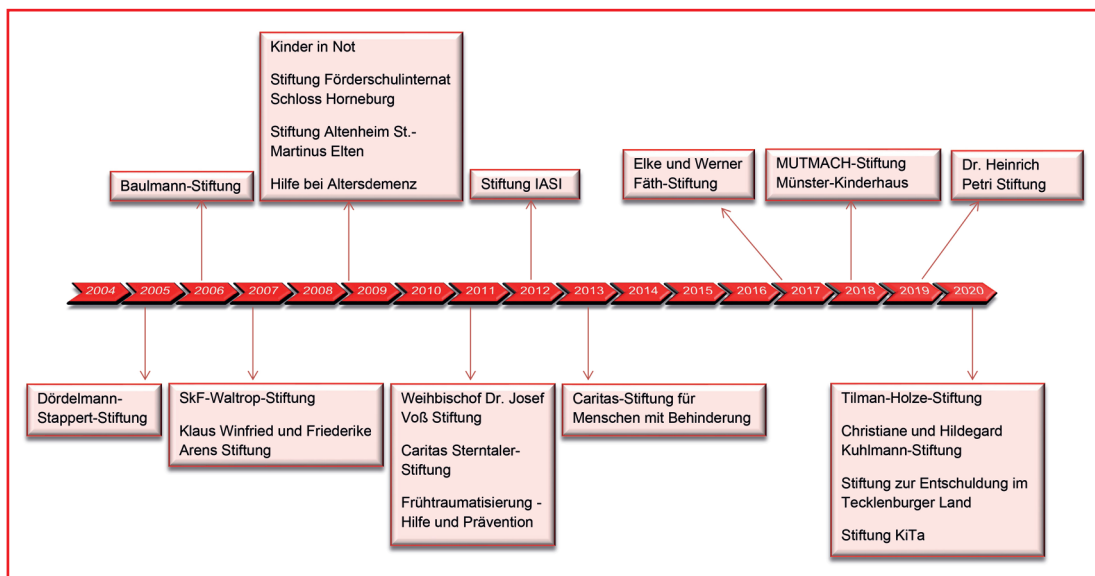 Kinder in Not
Stiftung Förderschulinternat
Schloss Horneburg
Stiftung Altenheim St.-
Martinus Elten
Hilfe bei Altersdemenz
Baulmann-Stiftung
Stiftung IASI
Elke und Werner
Fäth-Stiftung
MUTMACH-Stiftung
Münster-Kinderhaus
Dr. Heinrich
Petri Stiftung
2004 2005 2006 2007 2008 2009 2010 2011 2012 2013 2014 2015 2016 2017 2018 2019 2020
Dördelmann-
Stappert-Stiftung
SkF-Waltrop-Stiftung
Klaus Winfried und Friederike
Arens Stiftung
Weihbischof Dr. Josef
Voß Stiftung
Caritas Sterntaler-
Stiftung
Frühtraumatisierung -
Hilfe und Prävention
Caritas-Stiftung für
Menschen mit Behinderung
Tilman-Holze-Stiftung
Christiane und Hildegard
Kuhlmann-Stiftung
Stiftung zur Entschuldung im
Tecklenburger Land
Stiftung KiTa